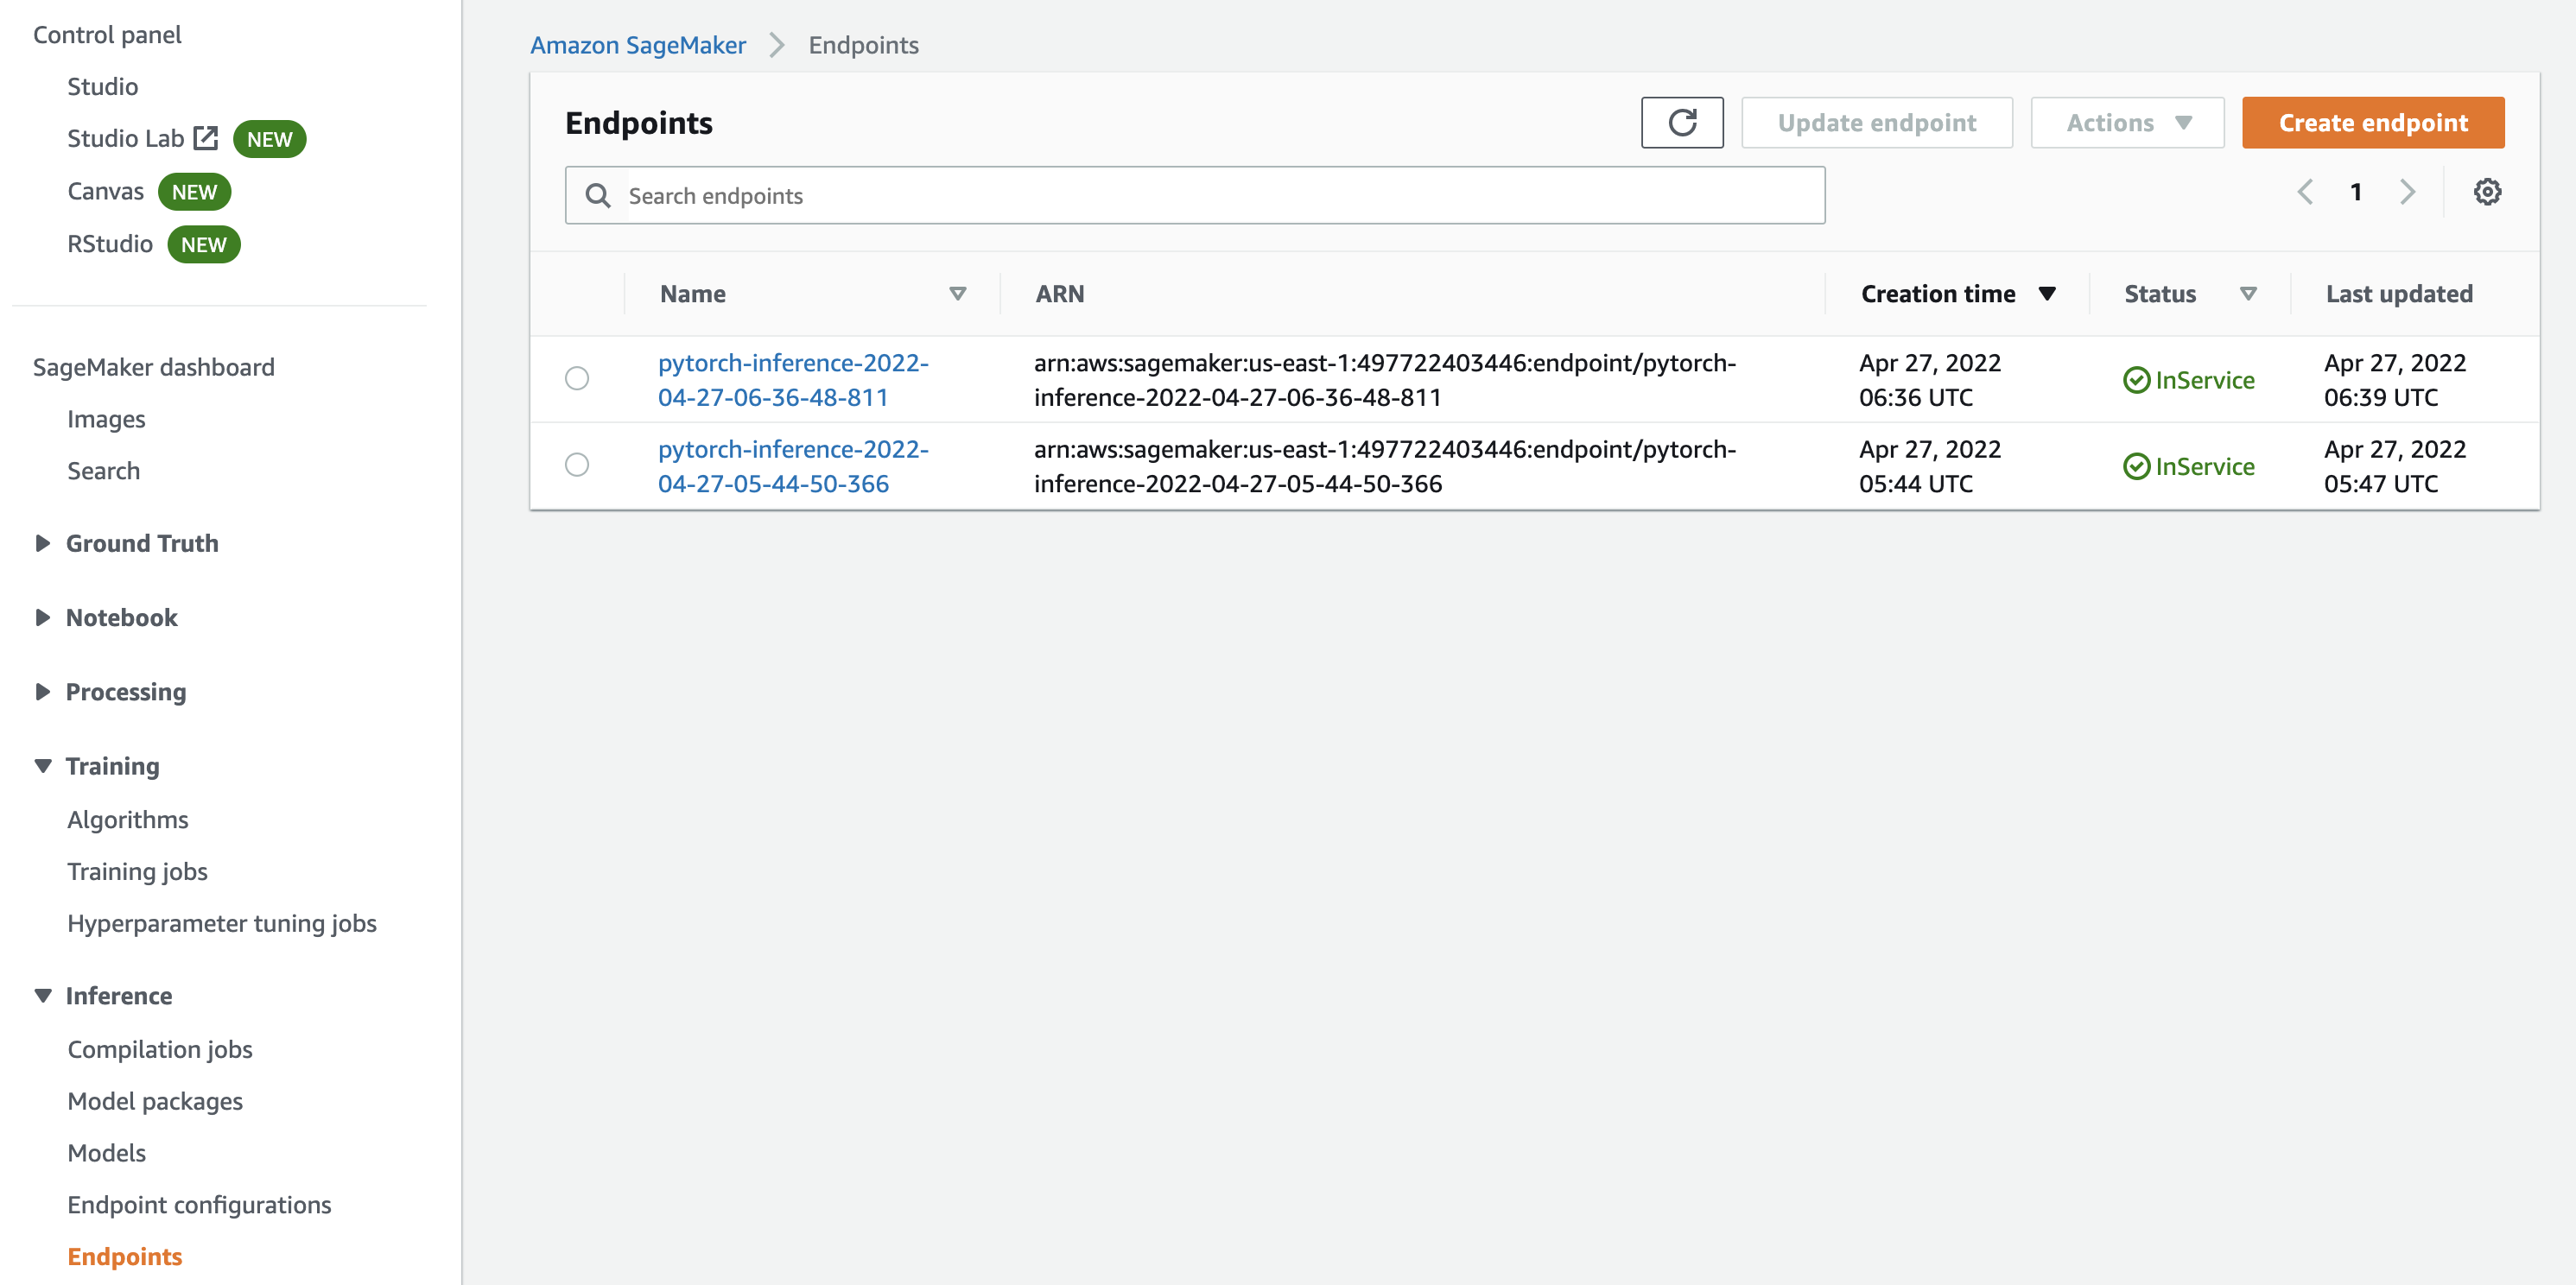 Control panel
Studio
Studio Lab NEW
Canvas NEW
RStudio NEW
SageMaker dashboard
Images
Search
Ground Truth
Notebook
Processing
Training
Algorithms
Training jobs
Hyperparameter tuning jobs
Inference
Compilation jobs
Model packages
Models
Endpoint configurations
Endpoints
Amazon SageMaker > Endpoints
Endpoints
Update endpoint
Actions
Create endpoint
Search endpoints
1
Name
ARN
Creation time
Status
Last updated
pytorch-inference-2022-
04-27-06-36-48-811
arn:aws:sagemaker:us-east-1:497722403446:endpoint/pytorch-
inference-2022-04-27-06-36-48-811
Apr 27, 2022
06:36 UTC
InService
Apr 27, 2022
06:39 UTC
pytorch-inference-2022-
04-27-05-44-50-366
arn:aws:sagemaker:us-east-1:497722403446:endpoint/pytorch-
inference-2022-04-27-05-44-50-366
Apr 27, 2022
05:44 UTC
InService
Apr 27, 2022
05:47 UTC